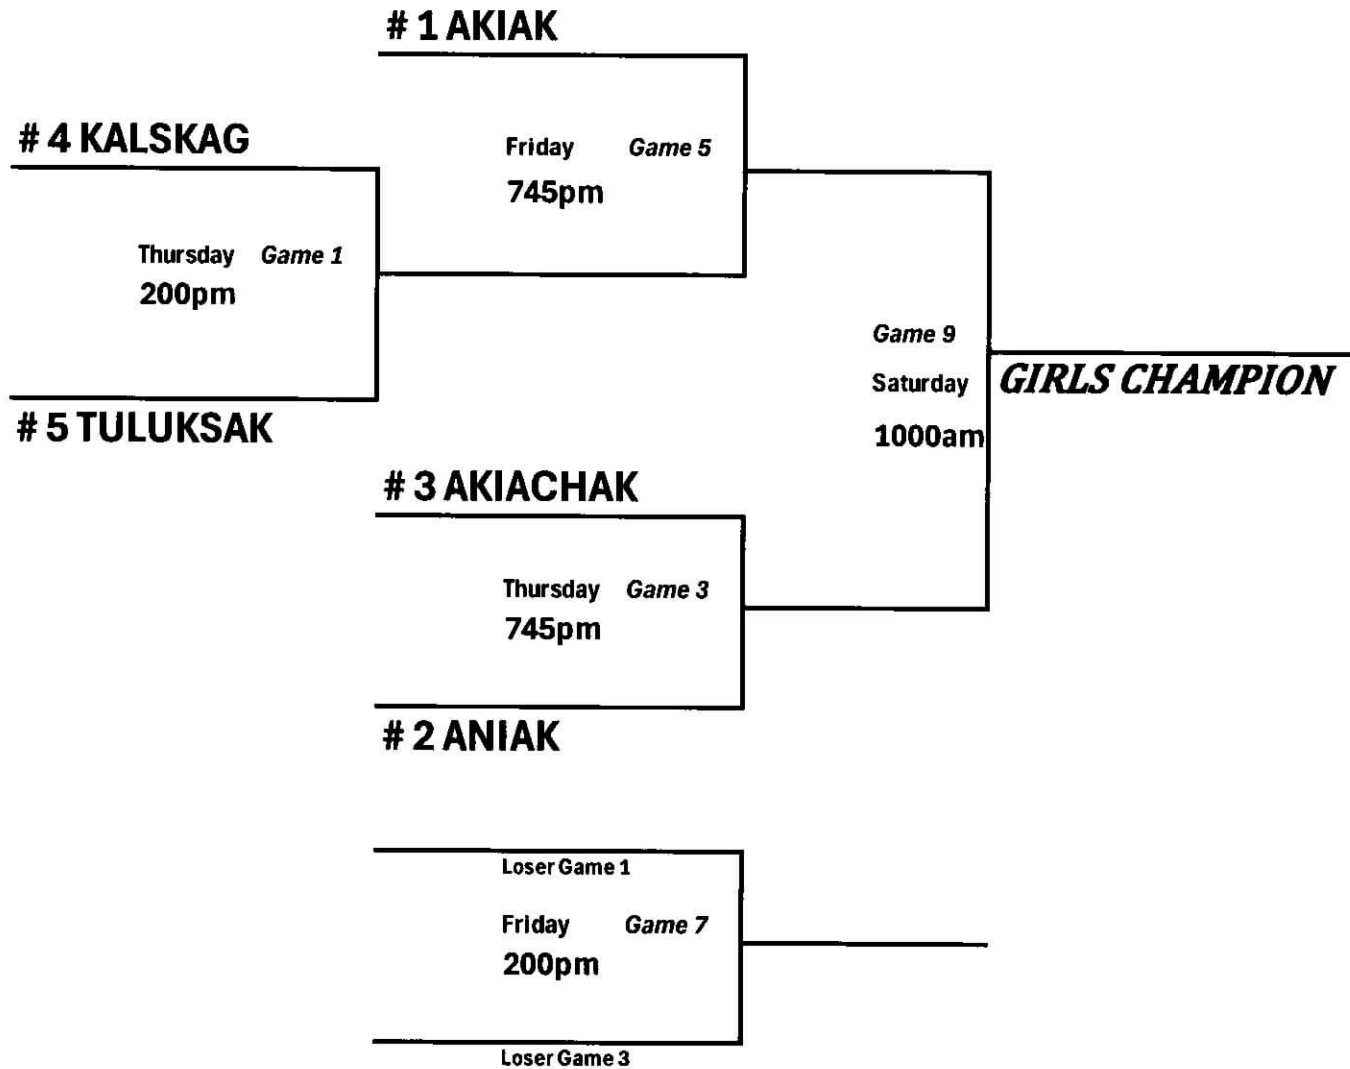 # 1 AKIAK
# 4 KALSKAG
Friday Game 5
745pm
Thursday Game 1
200pm
Game 9
Saturday
1000am
GIRLS CHAMPION
# 5 TULUKSAK
# 3 AKIACHAK
Thursday Game 3
745pm
# 2 ANIAK
Loser Game 1
Friday Game 7
200pm
Loser Game 3